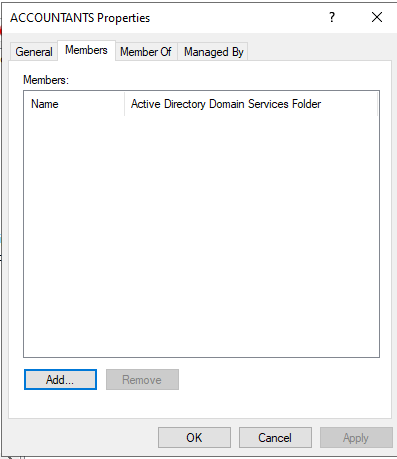 ACCOUNTANTS Properties ?
General Members Member Of Managed By
Members:
Name Active Directory Domain Services Folder
Add... Remove
OK Cancel Apply